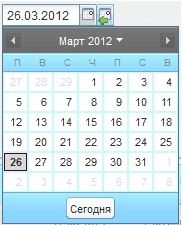 26.03.2012
Март 2012
П В С Ч П С В
27 28 29 1 2 3 4
5 6 7 8 9 10 11
12 13 14 15 16 17 18
19 20 21 22 23 24 25
26 27 28 29 30 31 1
2 3 4 5 6 7 8
Сегодня